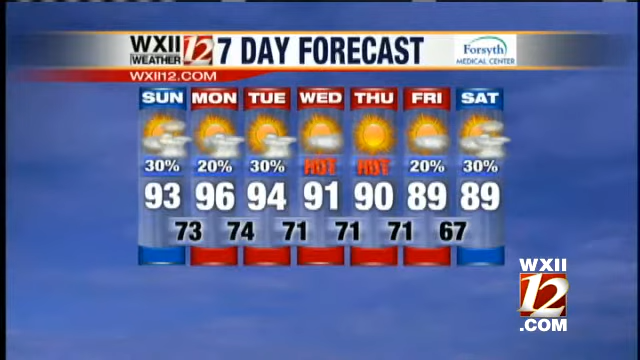 WXII 12 7 DAY FORECAST Forsyth
WEATHER MEDICAL CENTER
WXII12.COM
SUN MON TUE WED THU FRI SAT
30% 20% 30% HOT HOT 20% 30%
93 96 94 91 90 89 89
73 74 71 71 71 67
WXII
12
.COM